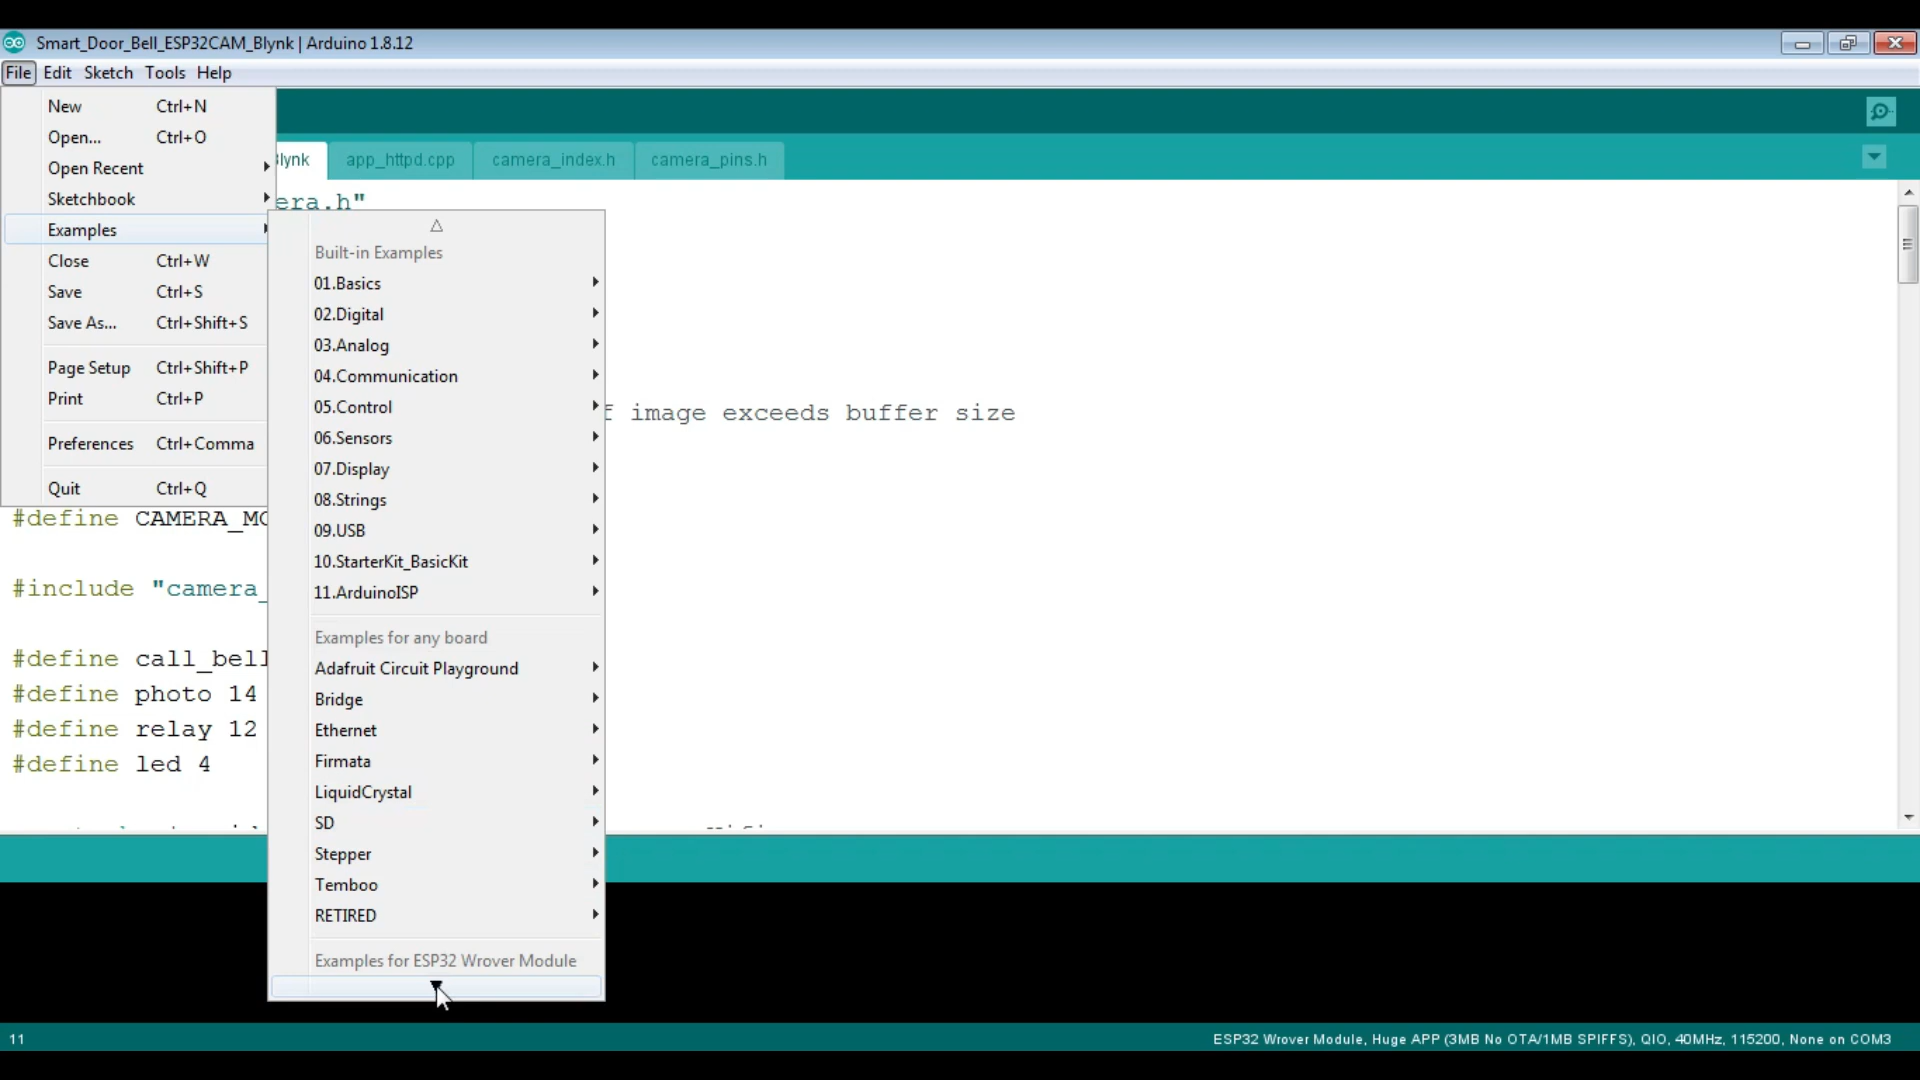 Smart_Door_Bell_ESP32CAM_Blynk | Arduino 1.8.12
File Edit Sketch Tools Help
New Ctrl+N
Open... Ctrl+O
Open Recent
Sketchbook
Examples
Close Ctrl+W
Save Ctrl+S
Save As... Ctrl+Shift+S
Page Setup Ctrl+Shift+P
Print Ctrl+P
Preferences Ctrl+Comma
Quit Ctrl+Q
lynk app_httpd.cpp camera_index.h camera_pins.h
era.h"
Built-in Examples
01.Basics
02.Digital
03.Analog
04.Communication
05.Control
06.Sensors
07.Display
08.Strings
09.USB
10.StarterKit_BasicKit
11.ArduinoISP
Examples for any board
Adafruit Circuit Playground
Bridge
Ethernet
Firmata
LiquidCrystal
SD
Stepper
Temboo
RETIRED
Examples for ESP32 Wrover Module
f image exceeds buffer size
#define CAMERA_MO
#include "camera_
#define call_bell
#define photo 14
#define relay 12
#define led 4
11
ESP32 Wrover Module, Huge APP (3MB No OTA/1MB SPIFFS), QIO, 40MHz, 115200, None on COM3